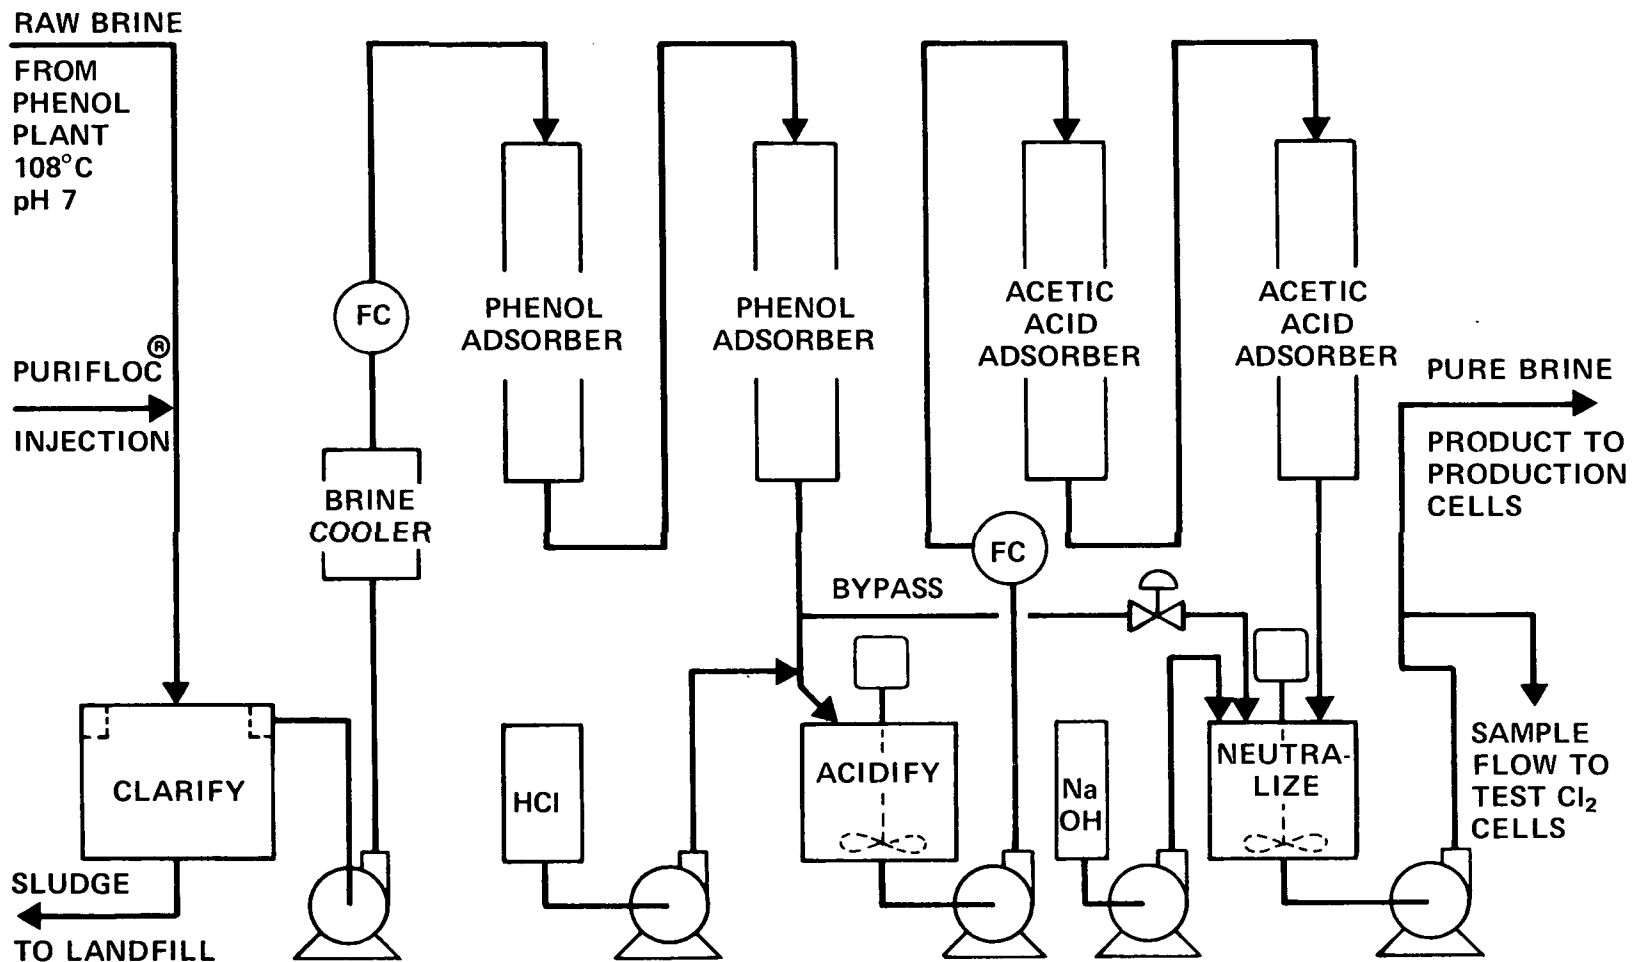 RAW BRINE
FROM
PHENOL
PLANT
108°C
pH 7
PURIFLOC®
INJECTION
CLARIFY
SLUDGE
TO LANDFILL
FC
BRINE
COOLER
PHENOL
ADSORBER
PHENOL
ADSORBER
ACETIC
ACID
ADSORBER
ACETIC
ACID
ADSORBER
FC
BYPASS
HCl
ACIDIFY
Na
OH
NEUTRA-
LIZE
PURE BRINE
PRODUCT TO
PRODUCTION
CELLS
SAMPLE
FLOW TO
TEST Cl₂
CELLS